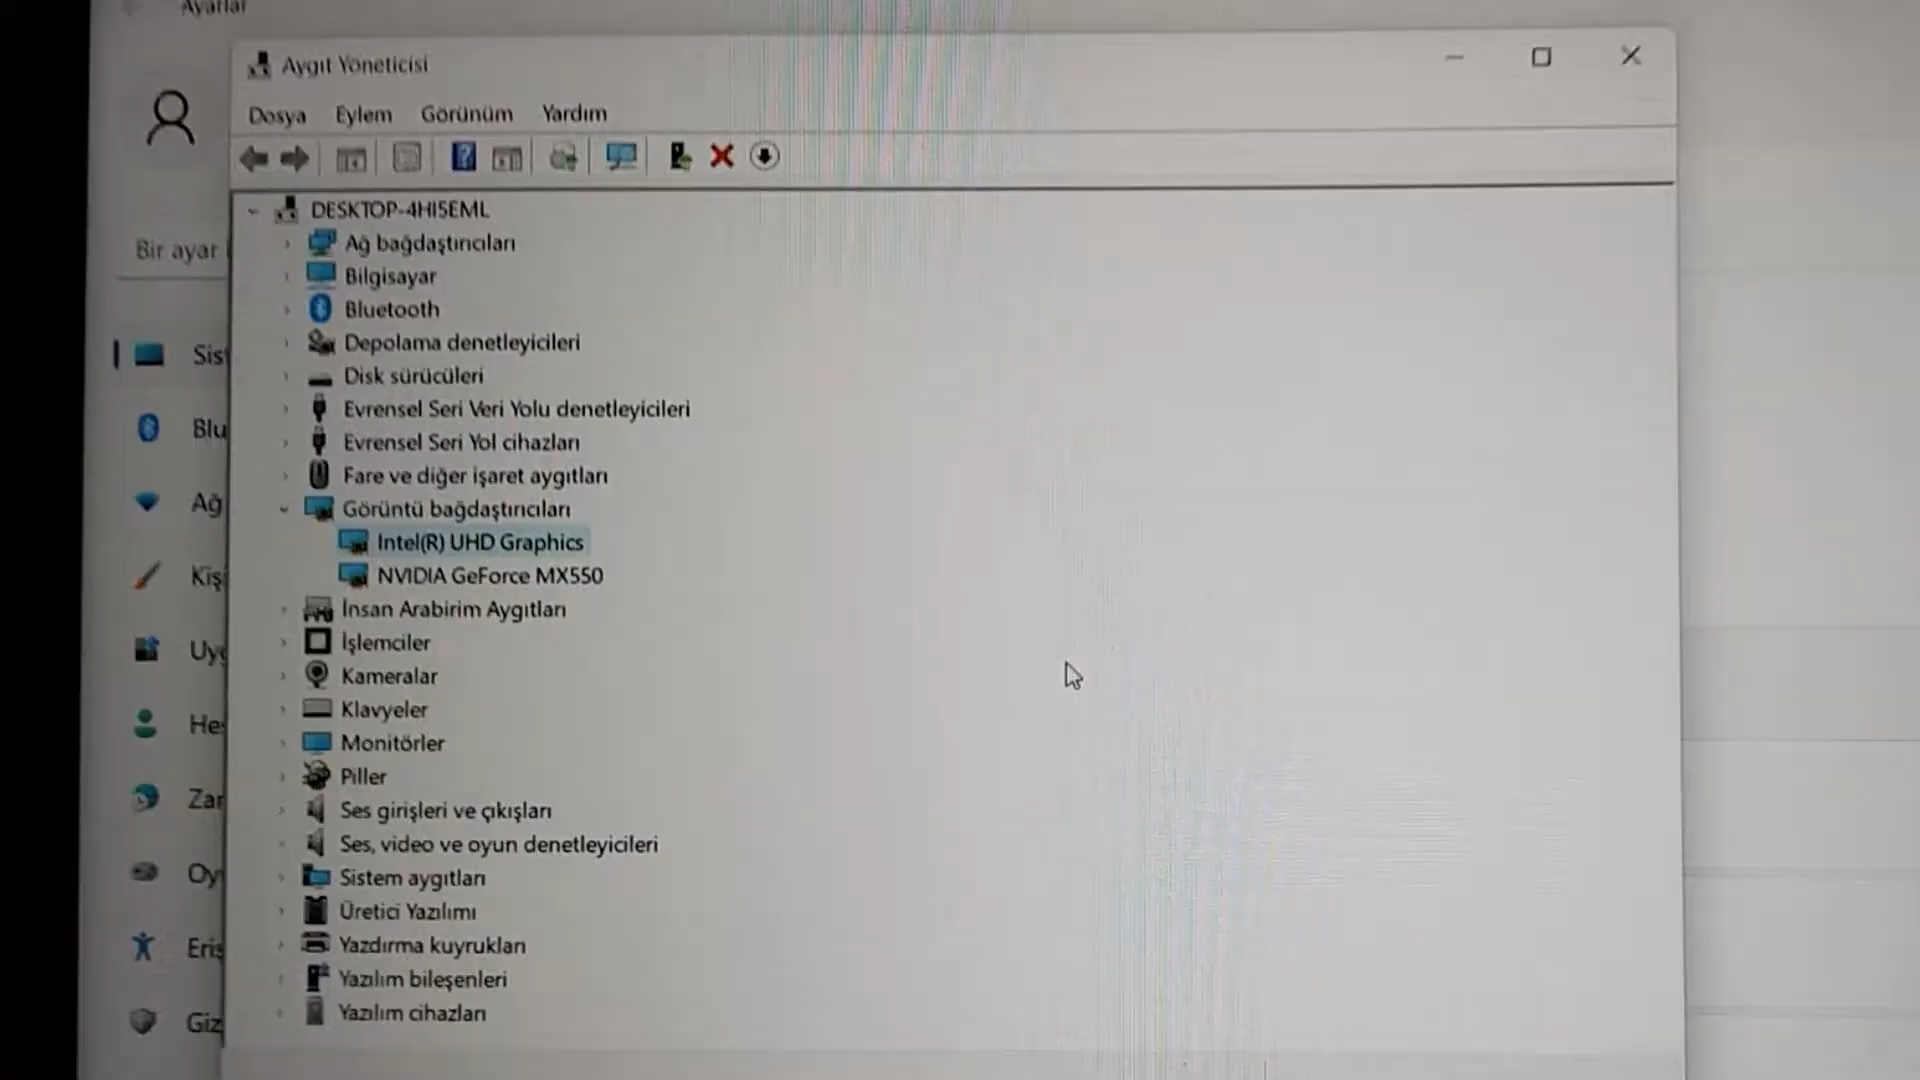 Ayarlar
Aygıt Yöneticisi
Dosya Eylem Görünüm Yardım
Bir ayar
DESKTOP-4HI5EML
Ağ bağdaştırıcıları
Bilgisayar
Bluetooth
Depolama denetleyicileri
Disk sürücüleri
Evrensel Seri Veri Yolu denetleyicileri
Evrensel Seri Yol cihazları
Fare ve diğer işaret aygıtları
Görüntü bağdaştırıcıları
Intel(R) UHD Graphics
NVIDIA GeForce MX550
İnsan Arabirim Aygıtları
İşlemciler
Kameralar
Klavyeler
Monitörler
Piller
Ses girişleri ve çıkışları
Ses, video ve oyun denetleyicileri
Sistem aygıtları
Üretici Yazılımı
Yazdırma kuyrukları
Yazılım bileşenleri
Yazılım cihazları
Sis
Blu
Ağ
Kiş
Uyg
He
Zar
Oy
Eriş
Giz